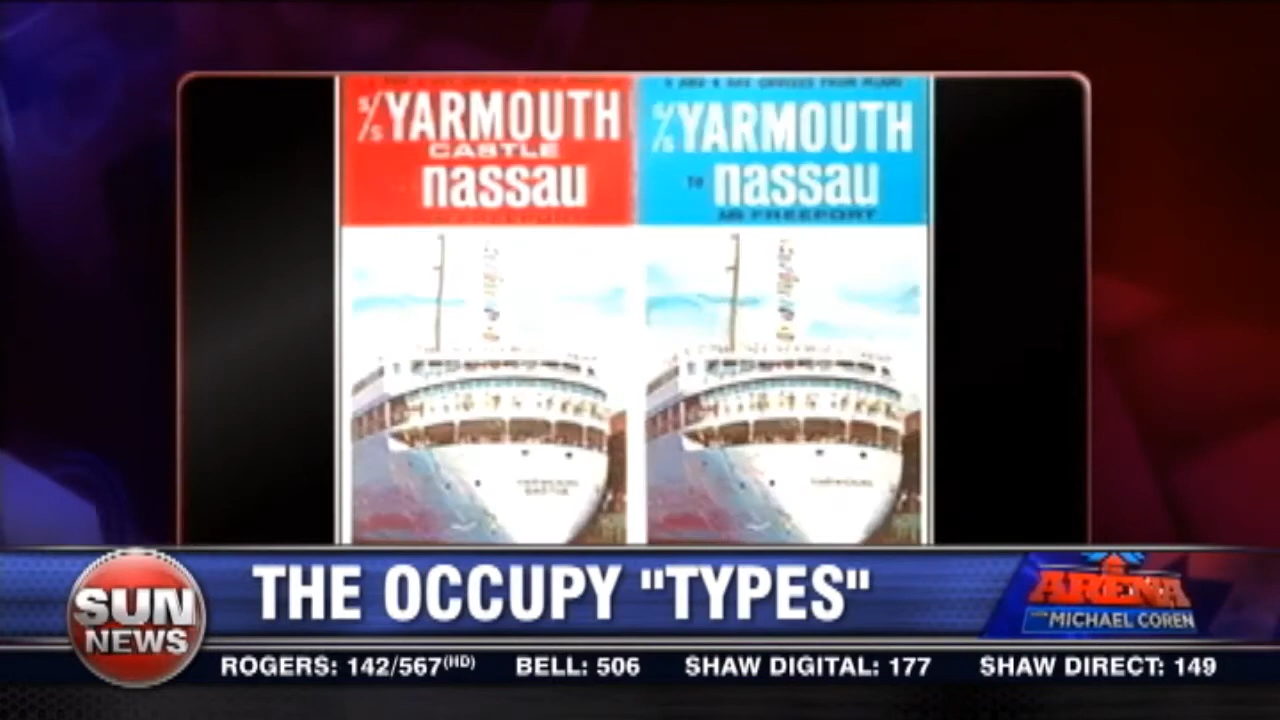 S/S YARMOUTH
CASTLE
nassau
S/S YARMOUTH
TO nassau
FREEPORT
THE OCCUPY "TYPES"
SUN
NEWS
ARENA
WITH MICHAEL COREN
ROGERS: 142/567(HD) BELL: 506 SHAW DIGITAL: 177 SHAW DIRECT: 149